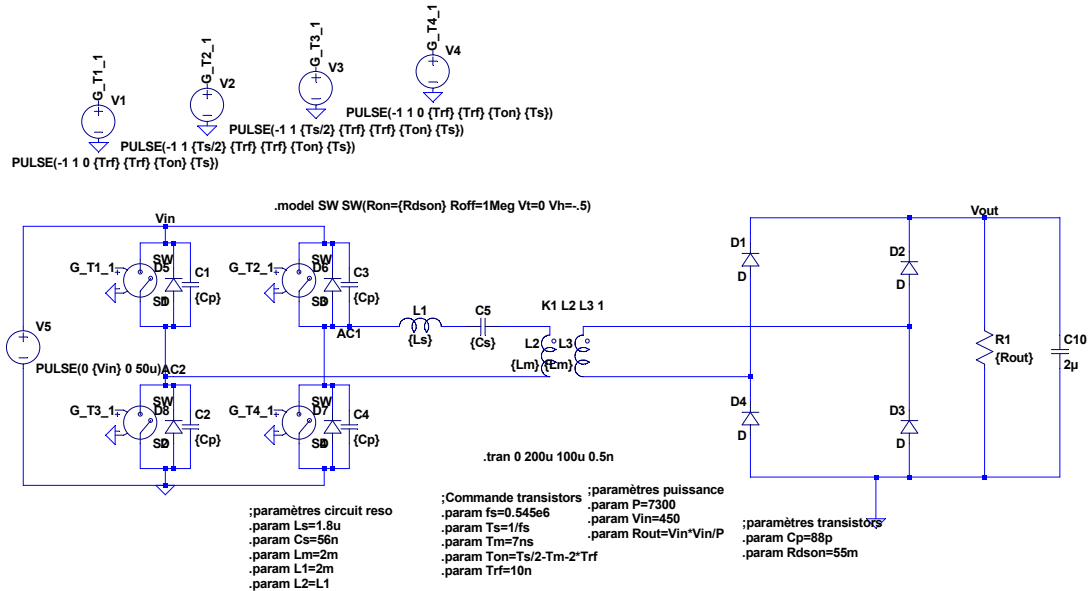 G_T1_1
V1
G_T2_1
V2
G_T3_1
V3
G_T4_1
V4
PULSE(-1 1 0 {Trf} {Trf} {Ton} {Ts})
PULSE(-1 1 {Ts/2} {Trf} {Trf} {Ton} {Ts})
PULSE(-1 1 {Ts/2} {Trf} {Trf} {Ton} {Ts})
PULSE(-1 1 0 {Trf} {Trf} {Ton} {Ts})
.model SW SW(Ron={Rdson} Roff=1Meg Vt=0 Vh=-.5)
Vin
Vout
G_T1_1
SW
D5
C1
{Cp}
D
G_T2_1
SW
D6
C3
{Cp}
D
AC1
L1
{Ls}
C5
{Cs}
K1 L2 L3 1
L2
{Lm}
L3
{Lm}
D1
D
D2
D
R1
{Rout}
C10
2µ
V5
PULSE(0 {Vin} 0 50u)
AC2
G_T3_1
SW
D8
C2
{Cp}
D
G_T4_1
SW
D7
C4
{Cp}
D
D4
D
D3
D
.tran 0 200u 100u 0.5n
;paramètres circuit reso
.param Ls=1.8u
.param Cs=56n
.param Lm=2m
.param L1=2m
.param L2=L1
;Commande transistors
.param fs=0.545e6
.param Ts=1/fs
.param Tm=7ns
.param Ton=Ts/2-Tm-2*Trf
.param Trf=10n
;paramètres puissance
.param P=7300
.param Vin=450
.param Rout=Vin*Vin/P
;paramètres transistors
.param Cp=88p
.param Rdson=55m